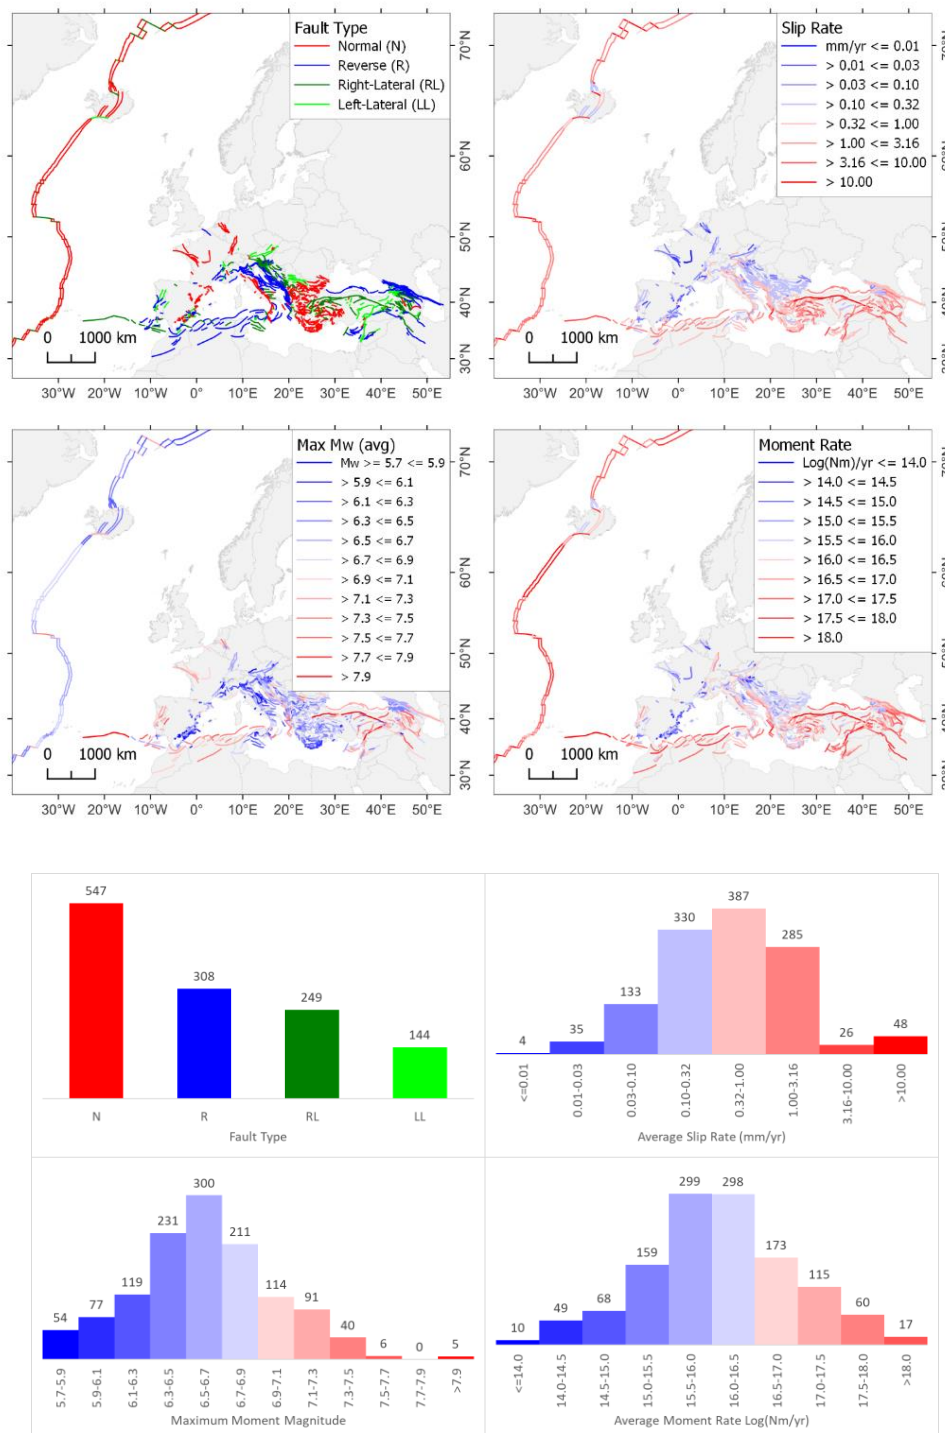 Fault Type
Normal (N)
Reverse (R)
Right-Lateral (RL)
Left-Lateral (LL)
70°N
60°N
50°N
40°N
30°N
0 1000 km
30°W 20°W 10°W 0° 10°E 20°E 30°E 40°E 50°E
Slip Rate
mm/yr <= 0.01
> 0.01 <= 0.03
> 0.03 <= 0.10
> 0.10 <= 0.32
> 0.32 <= 1.00
> 1.00 <= 3.16
> 3.16 <= 10.00
> 10.00
70°N
60°N
50°N
40°N
30°N
0 1000 km
30°W 20°W 10°W 0° 10°E 20°E 30°E 40°E 50°E
Max Mw (avg)
Mw >= 5.7 <= 5.9
> 5.9 <= 6.1
> 6.1 <= 6.3
> 6.3 <= 6.5
> 6.5 <= 6.7
> 6.7 <= 6.9
> 6.9 <= 7.1
> 7.1 <= 7.3
> 7.3 <= 7.5
> 7.5 <= 7.7
> 7.7 <= 7.9
> 7.9
70°N
60°N
50°N
40°N
30°N
0 1000 km
30°W 20°W 10°W 0° 10°E 20°E 30°E 40°E 50°E
Moment Rate
Log(Nm)/yr <= 14.0
> 14.0 <= 14.5
> 14.5 <= 15.0
> 15.0 <= 15.5
> 15.5 <= 16.0
> 16.0 <= 16.5
> 16.5 <= 17.0
> 17.0 <= 17.5
> 17.5 <= 18.0
> 18.0
70°N
60°N
50°N
40°N
30°N
0 1000 km
30°W 20°W 10°W 0° 10°E 20°E 30°E 40°E 50°E
547
308
249
144
N R RL LL
Fault Type
4
35
133
330
387
285
26
48
<=0.01
0.01-0.03
0.03-0.10
0.10-0.32
0.32-1.00
1.00-3.16
3.16-10.00
>10.00
Average Slip Rate (mm/yr)
54
77
119
231
300
211
114
91
40
6
0
5
5.7-5.9
5.9-6.1
6.1-6.3
6.3-6.5
6.5-6.7
6.7-6.9
6.9-7.1
7.1-7.3
7.3-7.5
7.5-7.7
7.7-7.9
>7.9
Maximum Moment Magnitude
10
49
68
159
299
298
173
115
60
17
<=14.0
14.0-14.5
14.5-15.0
15.0-15.5
15.5-16.0
16.0-16.5
16.5-17.0
17.0-17.5
17.5-18.0
>18.0
Average Moment Rate Log(Nm/yr)